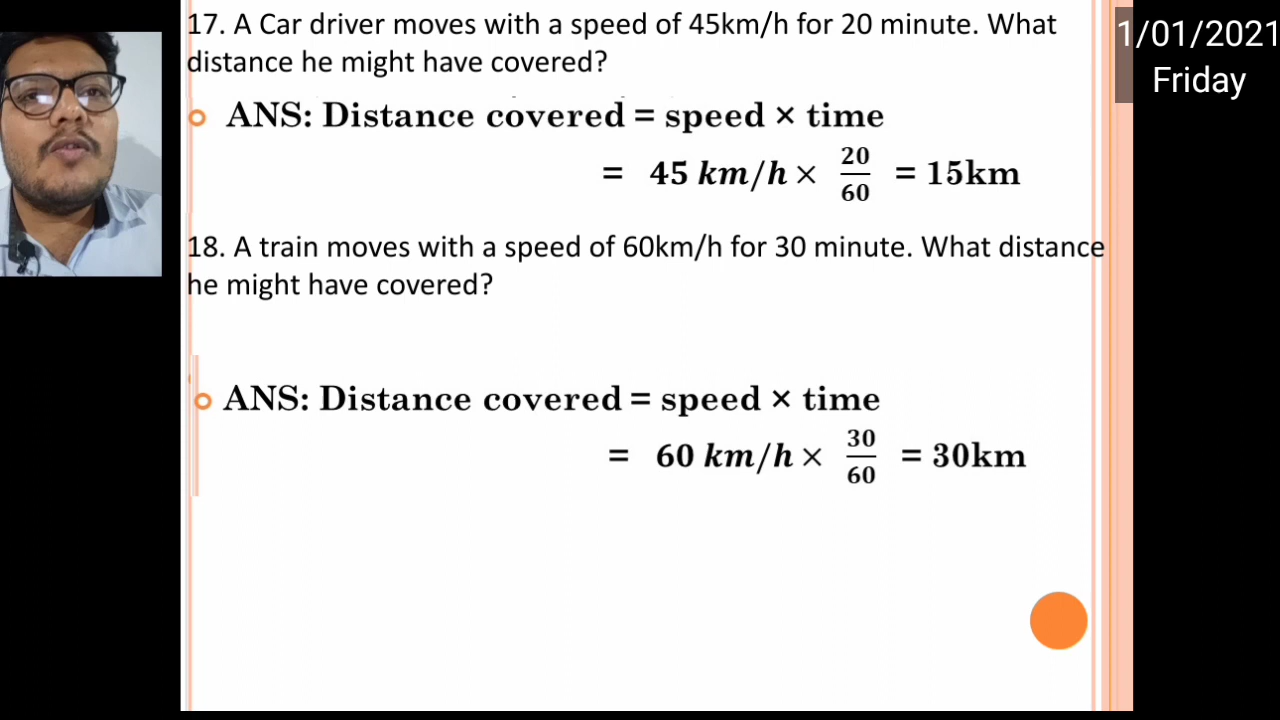 17. A Car driver moves with a speed of 45km/h for 20 minute. What
distance he might have covered?
ANS: Distance covered = speed × time
= 45 km/h × 20/60 = 15km
18. A train moves with a speed of 60km/h for 30 minute. What distance
he might have covered?
ANS: Distance covered = speed × time
= 60 km/h × 30/60 = 30km
1/01/2021
Friday